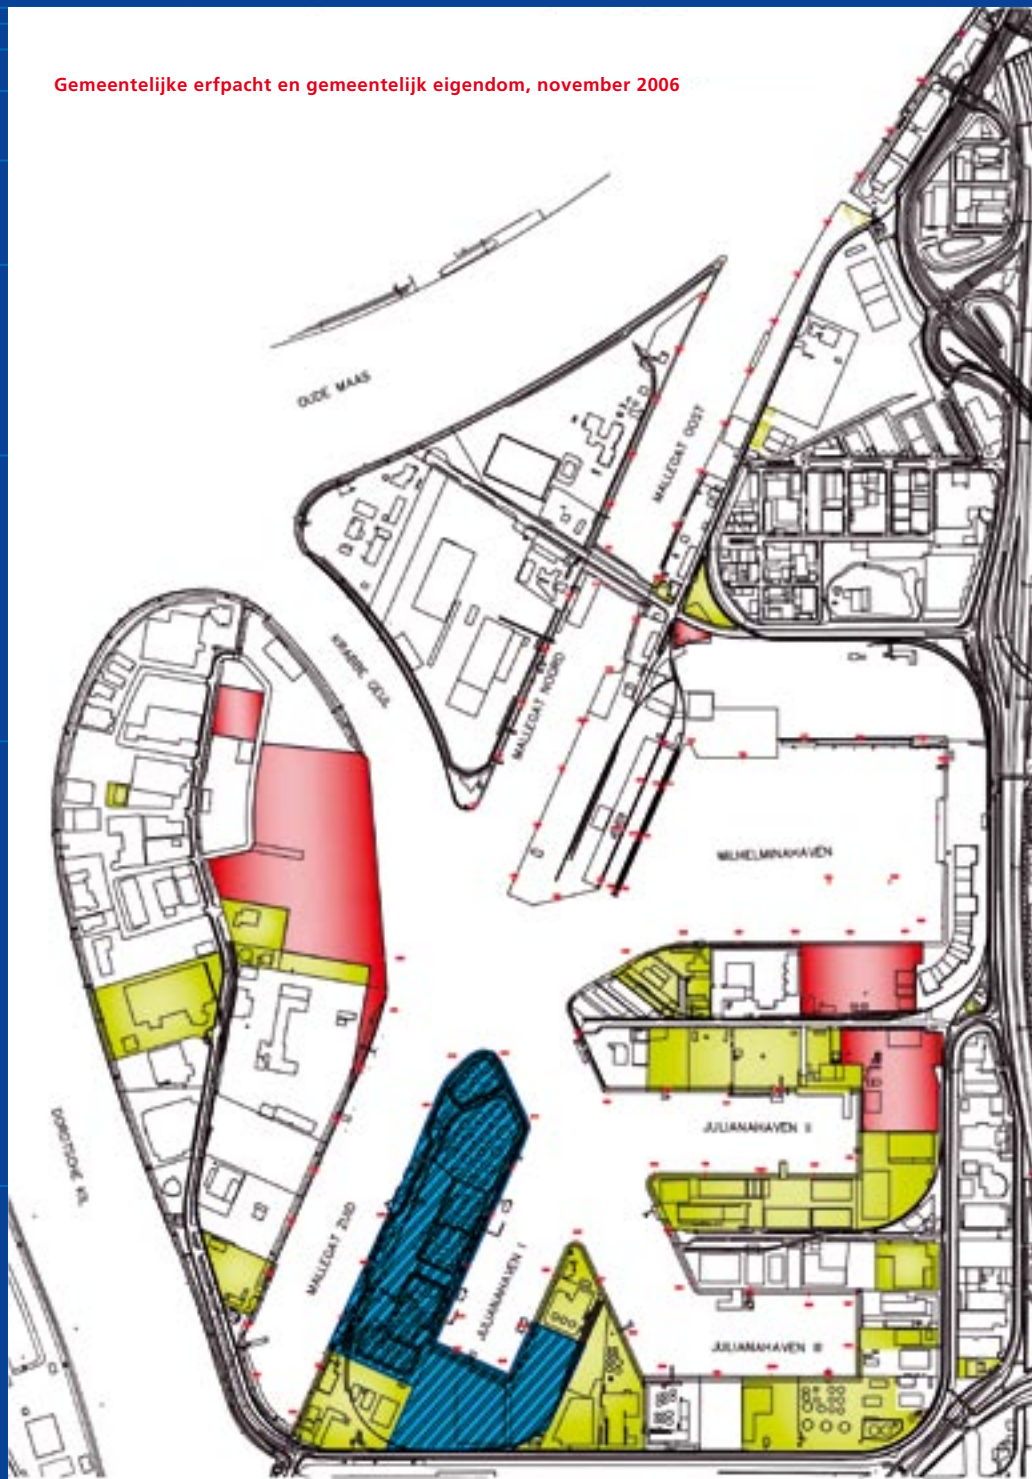 Gemeentelijke erfpacht en gemeentelijk eigendom, november 2006
OUDE MAAS
MALLEGAT OOST
KRABBE GEUL
MALLEGAT NOORD
WILHELMINAHAVEN
JULIANAHAVEN II
DORDTSCHE KIL
MALLEGAT ZUID
JULIANAHAVEN I
JULIANAHAVEN III